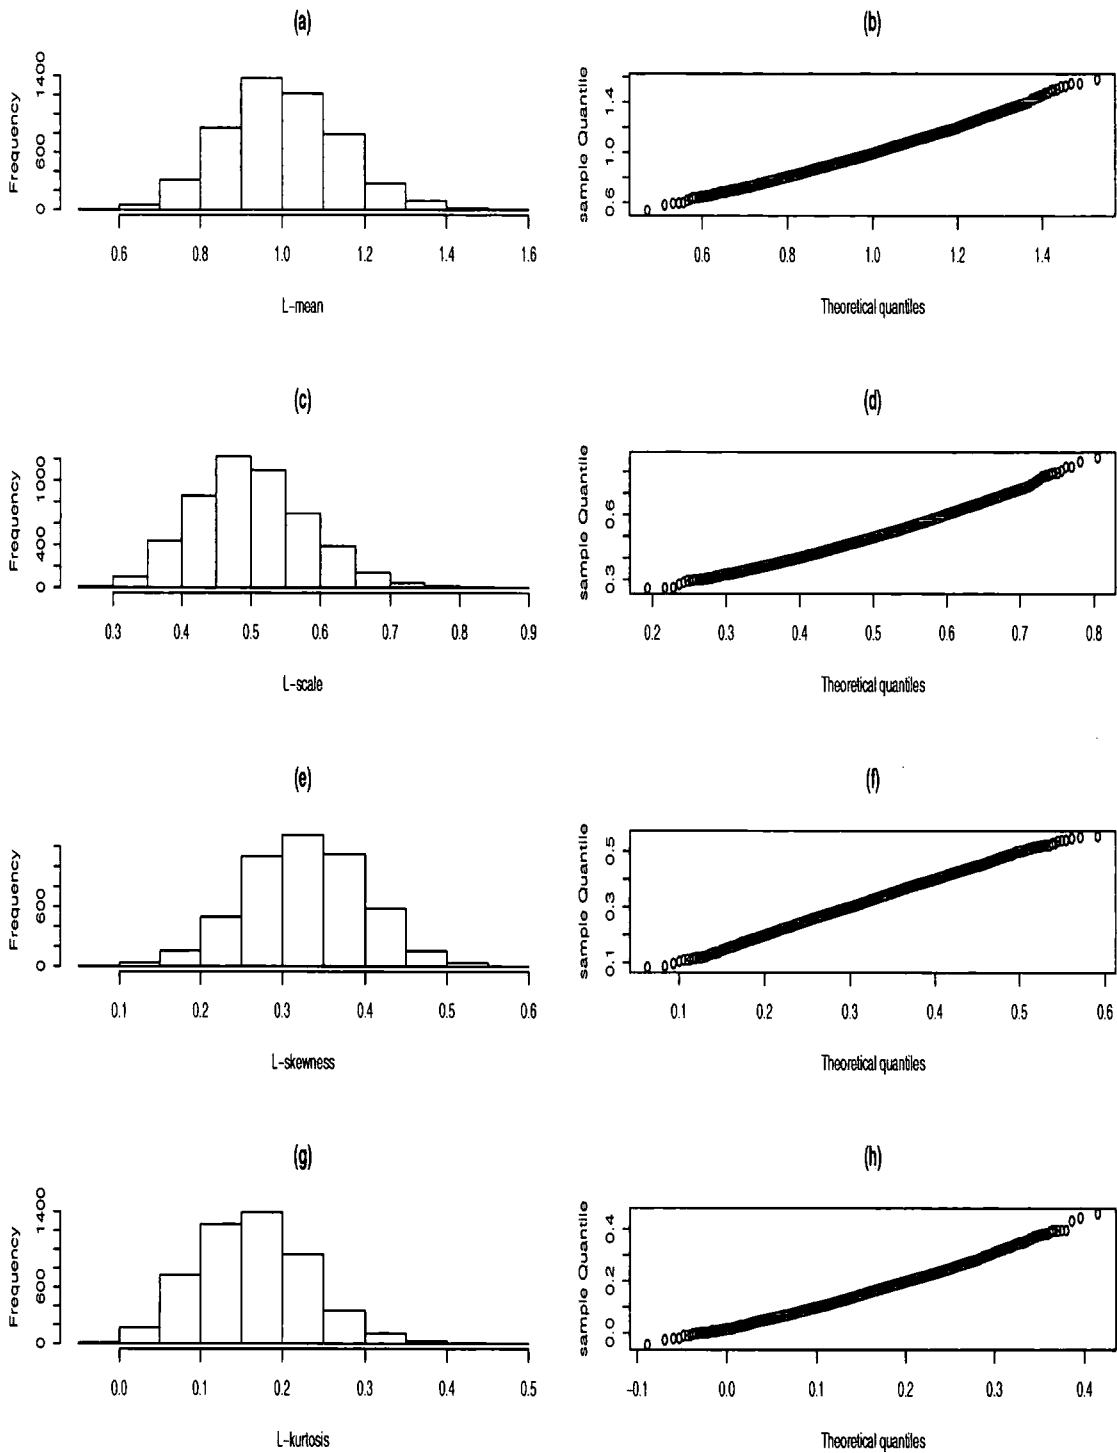 (a)
Frequency
0 600 1400
0.6 0.8 1.0 1.2 1.4 1.6
L-mean
(b)
sample Quantile
0.6 1.0 1.4
0.6 0.8 1.0 1.2 1.4
Theoretical quantiles
(c)
Frequency
0 400 1000
0.3 0.4 0.5 0.6 0.7 0.8 0.9
L-scale
(d)
sample Quantile
0.3 0.6
0.2 0.3 0.4 0.5 0.6 0.7 0.8
Theoretical quantiles
(e)
Frequency
0 600
0.1 0.2 0.3 0.4 0.5 0.6
L-skewness
(f)
sample Quantile
0.1 0.3 0.5
0.1 0.2 0.3 0.4 0.5 0.6
Theoretical quantiles
(g)
Frequency
0 600 1400
0.0 0.1 0.2 0.3 0.4 0.5
L-kurtosis
(h)
sample Quantile
0.0 0.2 0.4
-0.1 0.0 0.1 0.2 0.3 0.4
Theoretical quantiles